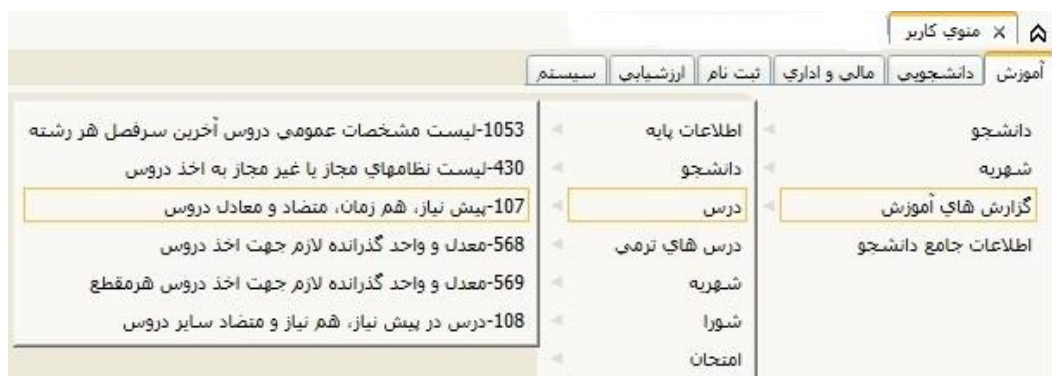 منوي كاربر
آموزش دانشجويي مالي و اداري ثبت نام ارزشيابي سيستم
دانشجو
شهريه
گزارش هاي آموزش
اطلاعات جامع دانشجو
اطلاعات پايه
دانشجو
درس
درس هاي ترمي
شهريه
شورا
امتحان
1053-ليست مشخصات عمومي دروس آخرين سرفصل هر رشته
430-ليست نظامهاي مجاز يا غير مجاز به اخذ دروس
107-پيش نياز، هم زمان، متضاد و معادل دروس
568-معدل و واحد گذرانده لازم جهت اخذ دروس
569-معدل و واحد گذرانده لازم جهت اخذ دروس هرمقطع
108-درس در پيش نياز، هم نياز و متضاد ساير دروس